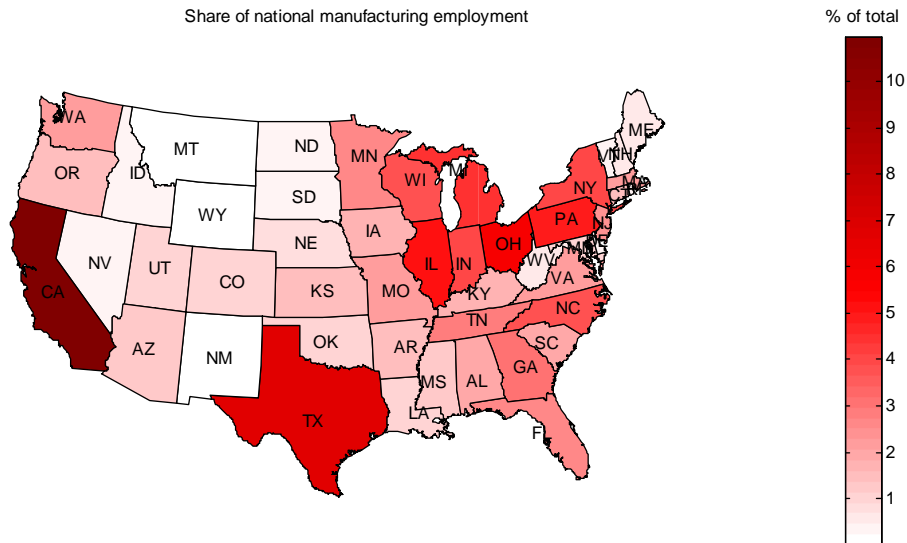 Share of national manufacturing employment
% of total
WA
MT
ND
MN
ME
OR
ID
SD
WI
MI
NH
WY
NY
NE
IA
PA
NJ
NV
UT
CO
IL
IN
OH
WV
CA
KS
MO
KY
VA
AZ
NM
OK
AR
TN
NC
SC
MS
AL
GA
LA
TX
F
10
9
8
7
6
5
4
3
2
1